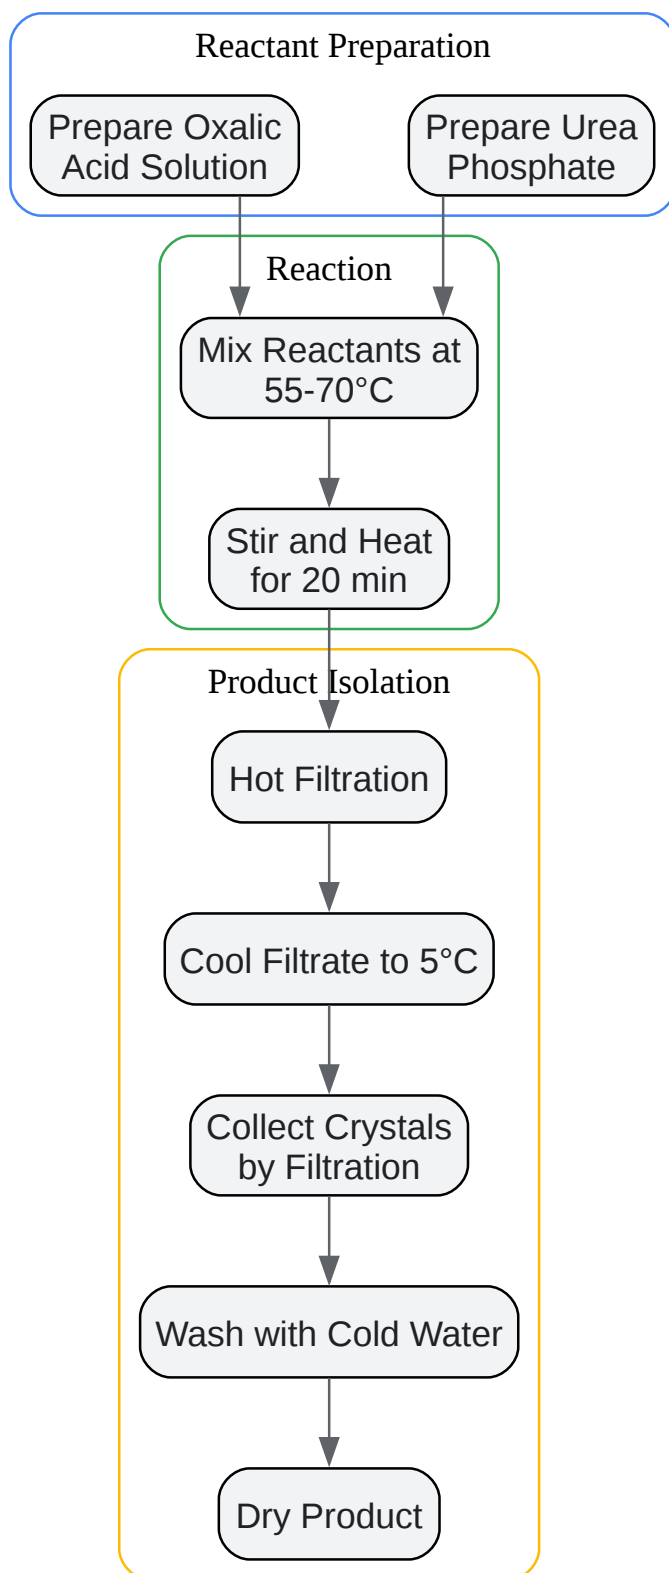 Reactant Preparation
Prepare Oxalic
Acid Solution
Prepare Urea
Phosphate
Reaction
Mix Reactants at
55-70°C
Stir and Heat
for 20 min
Product Isolation
Hot Filtration
Cool Filtrate to 5°C
Collect Crystals
by Filtration
Wash with Cold Water
Dry Product